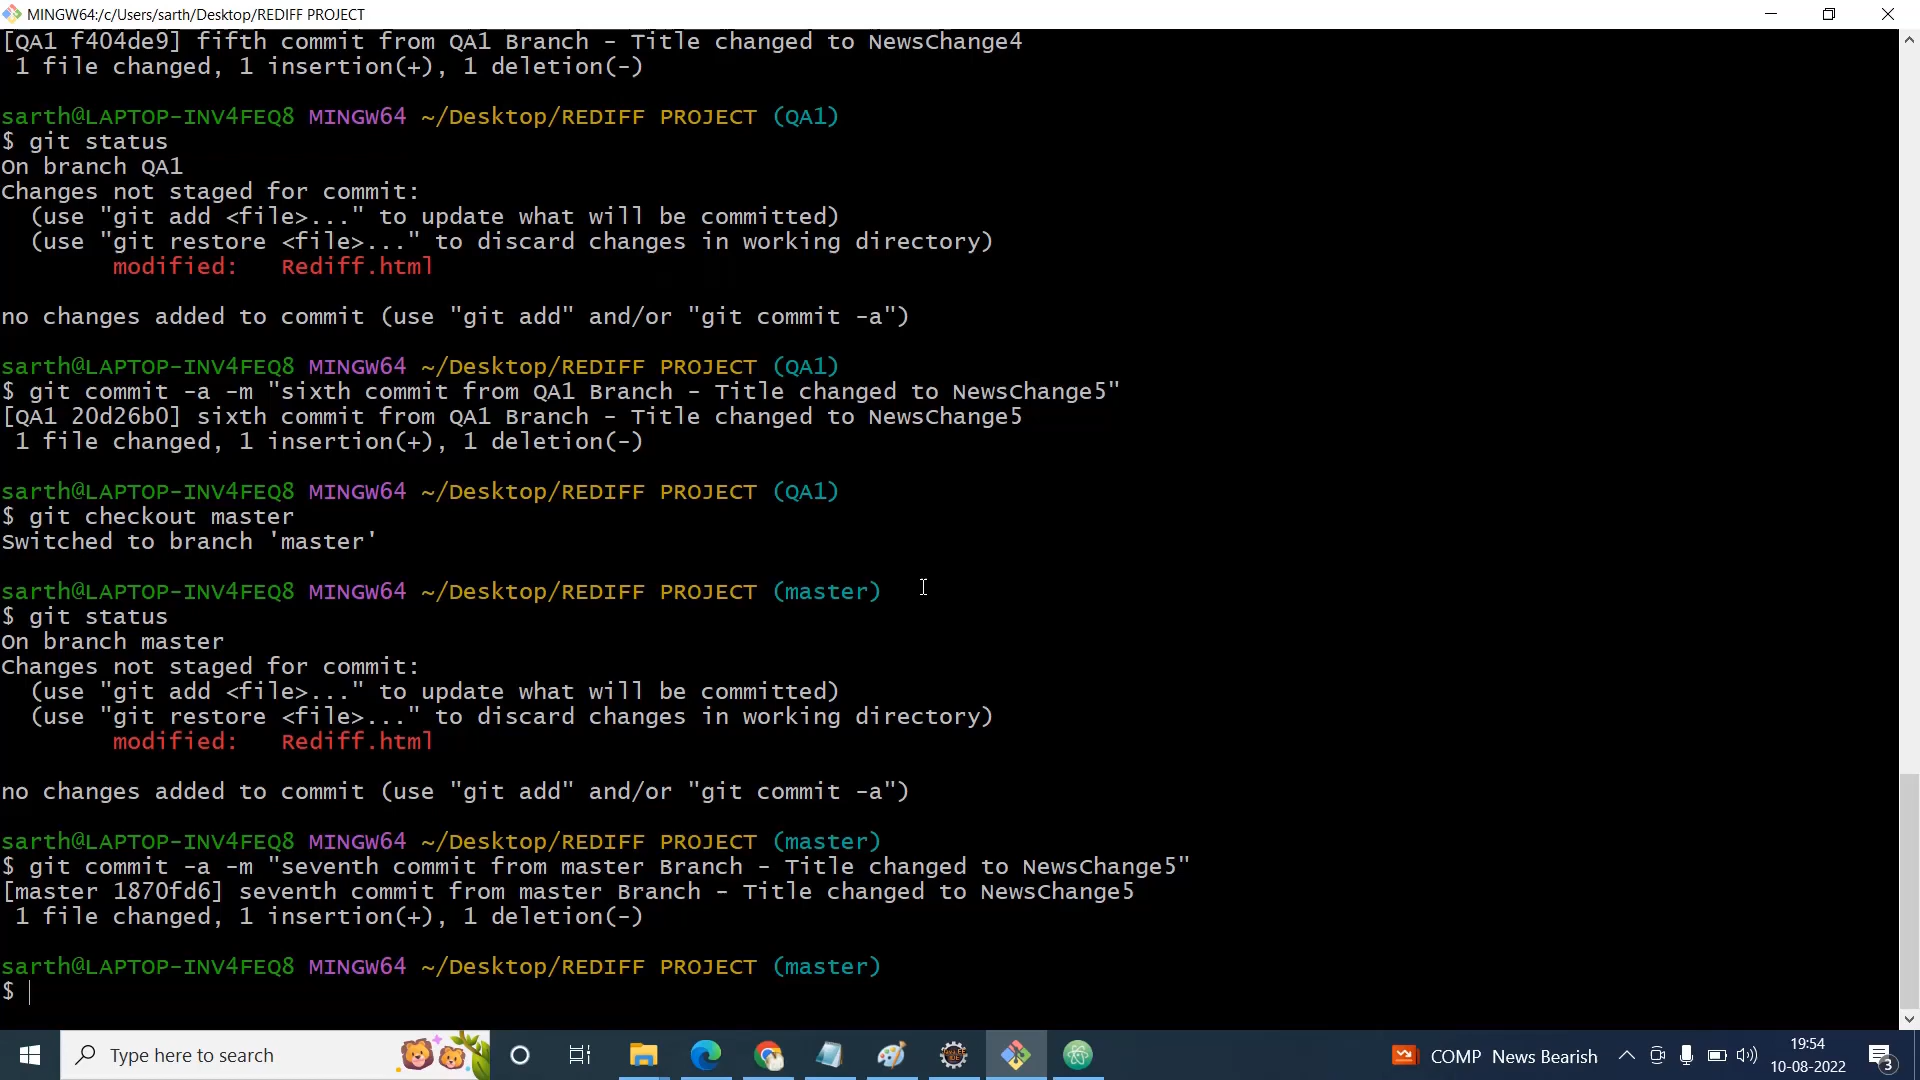 MINGW64:/c/Users/sarth/Desktop/REDIFF PROJECT
[QA1 f404de9] fifth commit from QA1 Branch - Title changed to NewsChange4
 1 file changed, 1 insertion(+), 1 deletion(-)
sarth@LAPTOP-INV4FEQ8 MINGW64 ~/Desktop/REDIFF PROJECT (QA1)
$ git status
On branch QA1
Changes not staged for commit:
  (use "git add <file>..." to update what will be committed)
  (use "git restore <file>..." to discard changes in working directory)
        modified:   Rediff.html
no changes added to commit (use "git add" and/or "git commit -a")
sarth@LAPTOP-INV4FEQ8 MINGW64 ~/Desktop/REDIFF PROJECT (QA1)
$ git commit -a -m "sixth commit from QA1 Branch - Title changed to NewsChange5"
[QA1 20d26b0] sixth commit from QA1 Branch - Title changed to NewsChange5
 1 file changed, 1 insertion(+), 1 deletion(-)
sarth@LAPTOP-INV4FEQ8 MINGW64 ~/Desktop/REDIFF PROJECT (QA1)
$ git checkout master
Switched to branch 'master'
sarth@LAPTOP-INV4FEQ8 MINGW64 ~/Desktop/REDIFF PROJECT (master)
$ git status
On branch master
Changes not staged for commit:
  (use "git add <file>..." to update what will be committed)
  (use "git restore <file>..." to discard changes in working directory)
        modified:   Rediff.html
no changes added to commit (use "git add" and/or "git commit -a")
sarth@LAPTOP-INV4FEQ8 MINGW64 ~/Desktop/REDIFF PROJECT (master)
$ git commit -a -m "seventh commit from master Branch - Title changed to NewsChange5"
[master 1870fd6] seventh commit from master Branch - Title changed to NewsChange5
 1 file changed, 1 insertion(+), 1 deletion(-)
sarth@LAPTOP-INV4FEQ8 MINGW64 ~/Desktop/REDIFF PROJECT (master)
$
Type here to search
COMP News Bearish
19:54
10-08-2022
3